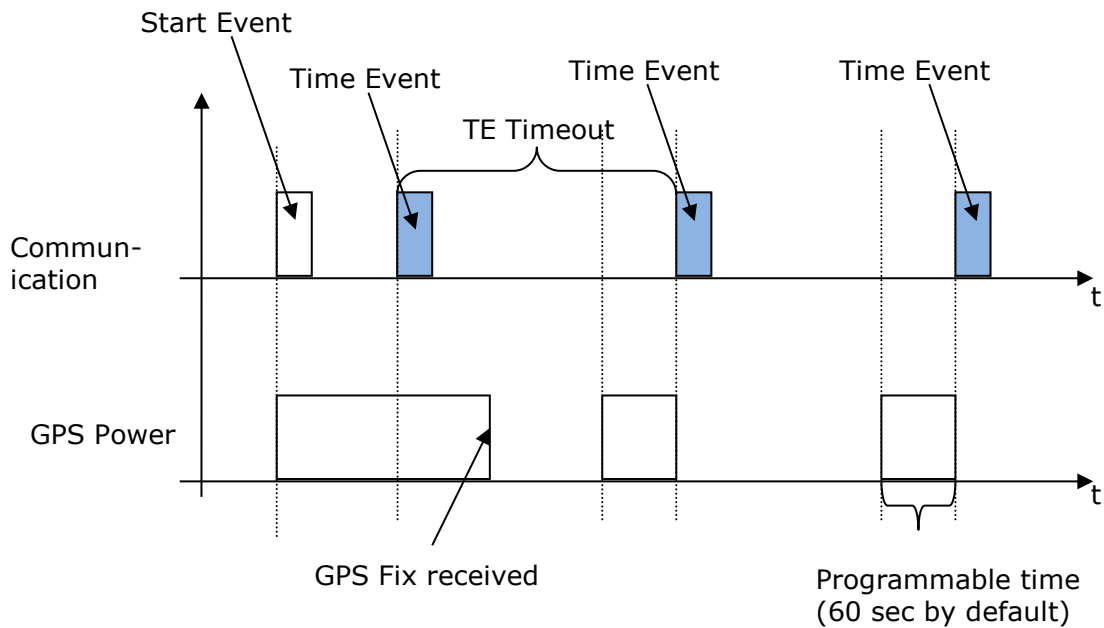 Start Event
Time Event
Time Event
Time Event
TE Timeout
Commun-
ication
t
GPS Power
t
GPS Fix received
Programmable time
(60 sec by default)